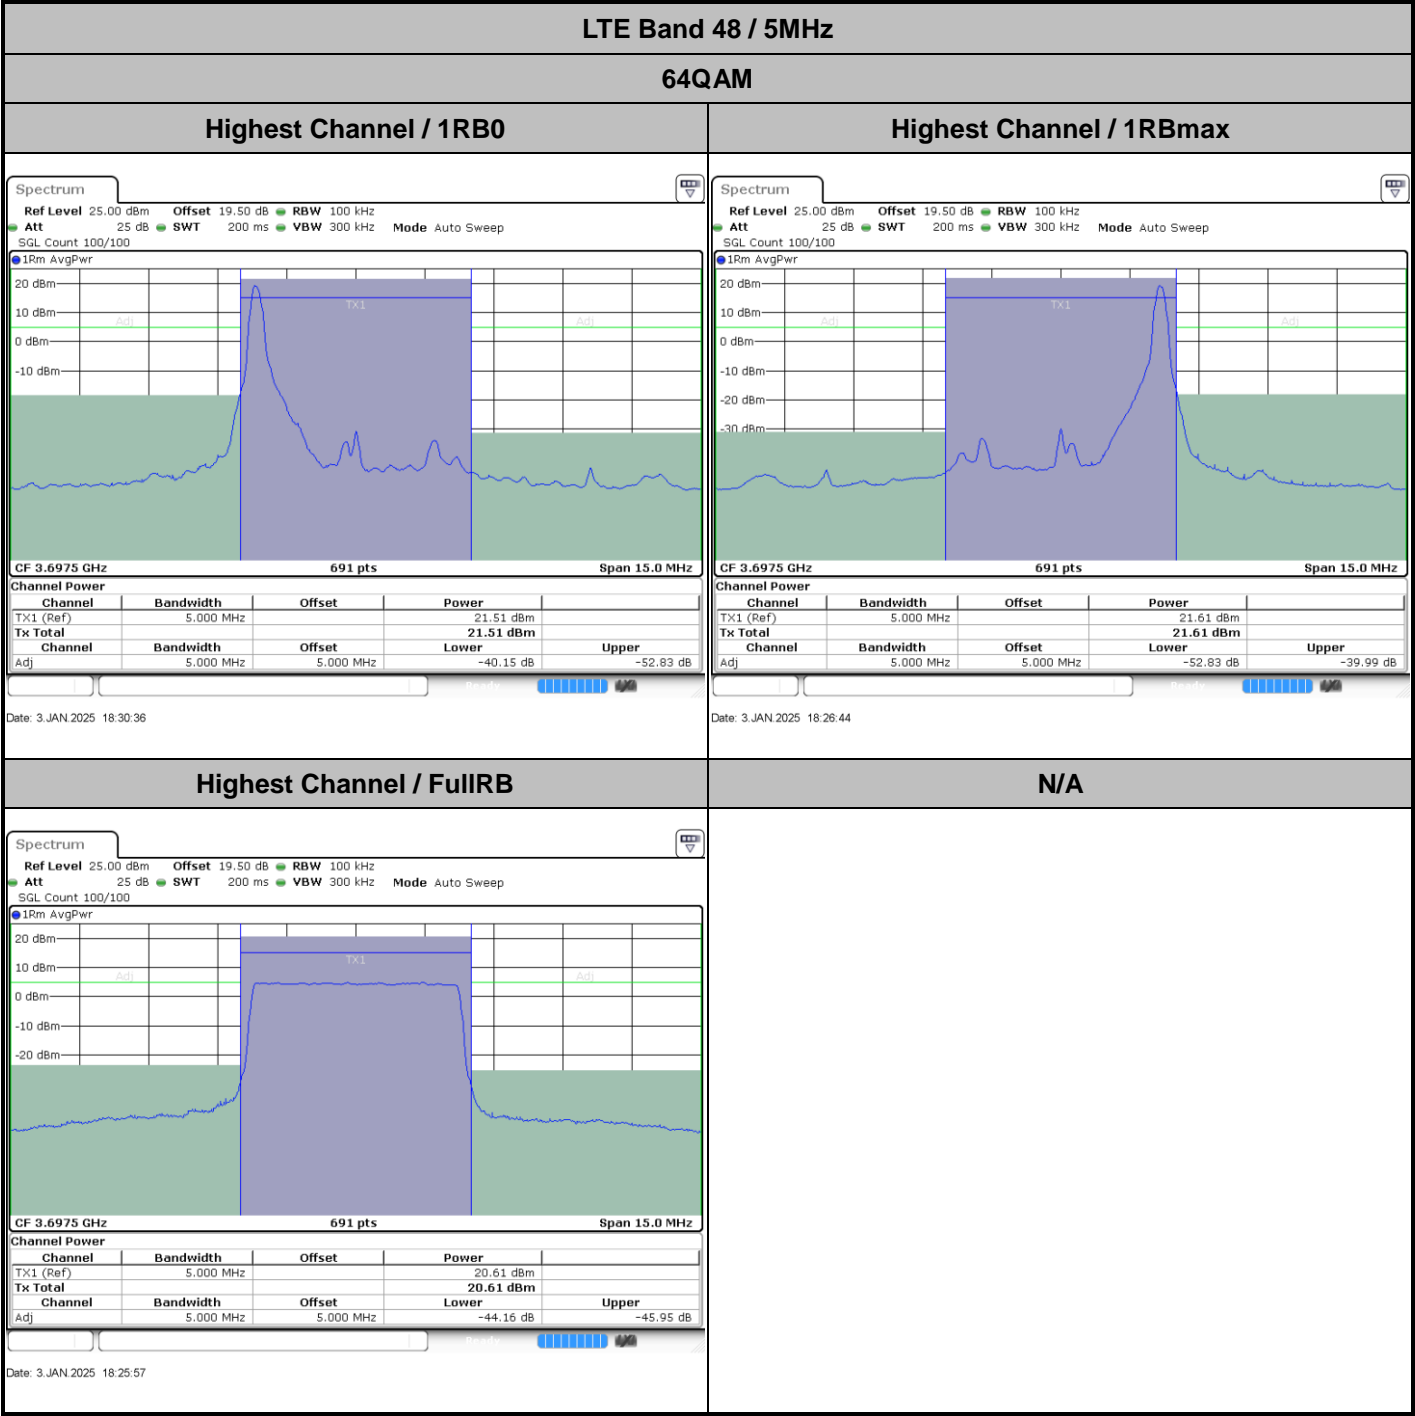 LTE Band 48 / 5MHz
64QAM
Highest Channel / 1RB0
Highest Channel / 1RBmax
Spectrum
Ref Level 25.00 dBm Offset 19.50 dB RBW 100 kHz
Att 25 dB SWT 200 ms VBW 300 kHz Mode Auto Sweep
SGL Count 100/100
1Rm AvgPwr
20 dBm
10 dBm
0 dBm
-10 dBm
Adj
TX1
Adj
CF 3.6975 GHz 691 pts Span 15.0 MHz
Channel Power
Channel Bandwidth Offset Power
TX1 (Ref) 5.000 MHz 21.51 dBm
Tx Total 21.51 dBm
Channel Bandwidth Offset Lower Upper
Adj 5.000 MHz 5.000 MHz -40.15 dB -52.83 dB
Ready
Date: 3.JAN.2025 18:30:36
Spectrum
Ref Level 25.00 dBm Offset 19.50 dB RBW 100 kHz
Att 25 dB SWT 200 ms VBW 300 kHz Mode Auto Sweep
SGL Count 100/100
1Rm AvgPwr
20 dBm
10 dBm
0 dBm
-10 dBm
-20 dBm
-30 dBm
Adj
TX1
Adj
CF 3.6975 GHz 691 pts Span 15.0 MHz
Channel Power
Channel Bandwidth Offset Power
TX1 (Ref) 5.000 MHz 21.61 dBm
Tx Total 21.61 dBm
Channel Bandwidth Offset Lower Upper
Adj 5.000 MHz 5.000 MHz -52.83 dB -39.99 dB
Ready
Date: 3.JAN.2025 18:26:44
Highest Channel / FullRB
N/A
Spectrum
Ref Level 25.00 dBm Offset 19.50 dB RBW 100 kHz
Att 25 dB SWT 200 ms VBW 300 kHz Mode Auto Sweep
SGL Count 100/100
1Rm AvgPwr
20 dBm
10 dBm
0 dBm
-10 dBm
-20 dBm
Adj
TX1
Adj
CF 3.6975 GHz 691 pts Span 15.0 MHz
Channel Power
Channel Bandwidth Offset Power
TX1 (Ref) 5.000 MHz 20.61 dBm
Tx Total 20.61 dBm
Channel Bandwidth Offset Lower Upper
Adj 5.000 MHz 5.000 MHz -44.16 dB -45.95 dB
Ready
Date: 3.JAN.2025 18:25:57